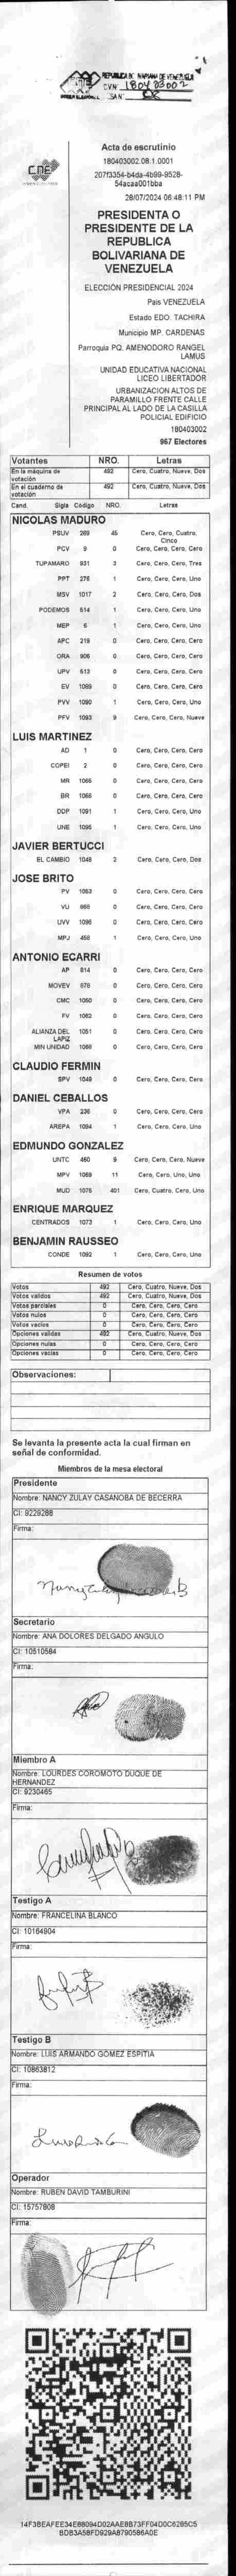 REPUBLICA BOLIVARIANA DE VENEZUELA
CVN 180403002
CNE
Acta de escrutinio
180403002.08.1.0001
207f3354-b4da-4b99-9528-
54acaa001bba
28/07/2024 06:48:11 PM
PRESIDENTA O
PRESIDENTE DE LA
REPUBLICA
BOLIVARIANA DE
VENEZUELA
ELECCIÓN PRESIDENCIAL 2024
País VENEZUELA
Estado EDO. TACHIRA
Municipio MP. CARDENAS
Parroquia PQ. AMENODORO RANGEL
LAMUS
UNIDAD EDUCATIVA NACIONAL
LICEO LIBERTADOR
URBANIZACION ALTOS DE
PARAMILLO FRENTE CALLE
PRINCIPAL AL LADO DE LA CASILLA
POLICIAL EDIFICIO
180403002
967 Electores
Votantes NRO. Letras
En la máquina de votación 492 Cero, Cuatro, Nueve, Dos
En el cuaderno de votación 492 Cero, Cuatro, Nueve, Dos
Cand. Sigla Código NRO. Letras
NICOLAS MADURO
PSUV 269 45 Cero, Cero, Cuatro, Cinco
PCV 9 0 Cero, Cero, Cero, Cero
TUPAMARO 931 3 Cero, Cero, Cero, Tres
PPT 276 1 Cero, Cero, Cero, Uno
MSV 1017 2 Cero, Cero, Cero, Dos
PODEMOS 514 1 Cero, Cero, Cero, Uno
MEP 6 1 Cero, Cero, Cero, Uno
APC 219 0 Cero, Cero, Cero, Cero
ORA 906 0 Cero, Cero, Cero, Cero
UPV 613 0 Cero, Cero, Cero, Cero
EV 1089 0 Cero, Cero, Cero, Cero
PVV 1090 1 Cero, Cero, Cero, Uno
PFV 1093 9 Cero, Cero, Cero, Nueve
LUIS MARTINEZ
AD 1 0 Cero, Cero, Cero, Cero
COPEI 2 0 Cero, Cero, Cero, Cero
MR 1065 0 Cero, Cero, Cero, Cero
BR 1066 0 Cero, Cero, Cero, Cero
DDP 1091 1 Cero, Cero, Cero, Uno
UNE 1095 1 Cero, Cero, Cero, Uno
JAVIER BERTUCCI
EL CAMBIO 1048 2 Cero, Cero, Cero, Dos
JOSE BRITO
PV 1053 0 Cero, Cero, Cero, Cero
VU 868 0 Cero, Cero, Cero, Cero
UVV 1096 0 Cero, Cero, Cero, Cero
MPJ 458 1 Cero, Cero, Cero, Uno
ANTONIO ECARRI
AP 814 0 Cero, Cero, Cero, Cero
MOVEV 678 0 Cero, Cero, Cero, Cero
CMC 1050 0 Cero, Cero, Cero, Cero
FV 1082 0 Cero, Cero, Cero, Cero
ALIANZA DEL LAPIZ 1051 0 Cero, Cero, Cero, Cero
MIN UNIDAD 1068 0 Cero, Cero, Cero, Cero
CLAUDIO FERMIN
SPV 1049 0 Cero, Cero, Cero, Cero
DANIEL CEBALLOS
VPA 236 0 Cero, Cero, Cero, Cero
AREPA 1094 1 Cero, Cero, Cero, Uno
EDMUNDO GONZALEZ
UNTC 460 9 Cero, Cero, Cero, Nueve
MPV 1069 11 Cero, Cero, Uno, Uno
MUD 1075 401 Cero, Cuatro, Cero, Uno
ENRIQUE MARQUEZ
CENTRADOS 1073 1 Cero, Cero, Cero, Uno
BENJAMIN RAUSSEO
CONDE 1092 1 Cero, Cero, Cero, Uno
Resumen de votos
Votos 492 Cero, Cuatro, Nueve, Dos
Votos validos 492 Cero, Cuatro, Nueve, Dos
Votos parciales 0 Cero, Cero, Cero, Cero
Votos nulos 0 Cero, Cero, Cero, Cero
Votos vacíos 0 Cero, Cero, Cero, Cero
Opciones validas 492 Cero, Cuatro, Nueve, Dos
Opciones nulas 0 Cero, Cero, Cero, Cero
Opciones vacías 0 Cero, Cero, Cero, Cero
Observaciones:
Se levanta la presente acta la cual firman en
señal de conformidad.
Miembros de la mesa electoral
Presidente
Nombre: NANCY ZULAY CASANOBA DE BECERRA
CI: 9229288
Firma:
Secretario
Nombre: ANA DOLORES DELGADO ANGULO
CI: 10510584
Firma:
Miembro A
Nombre: LOURDES COROMOTO DUQUE DE
HERNANDEZ
CI: 9230465
Firma:
Testigo A
Nombre: FRANCELINA BLANCO
CI: 10164904
Firma:
Testigo B
Nombre: LUIS ARMANDO GOMEZ ESPITIA
CI: 10863812
Firma:
Operador
Nombre: RUBEN DAVID TAMBURINI
CI: 15757808
Firma:
14F3BEAFEE34E88094D02AAE8B73FF04D0C6285C5
BDB3A58FD929A8790586A0E